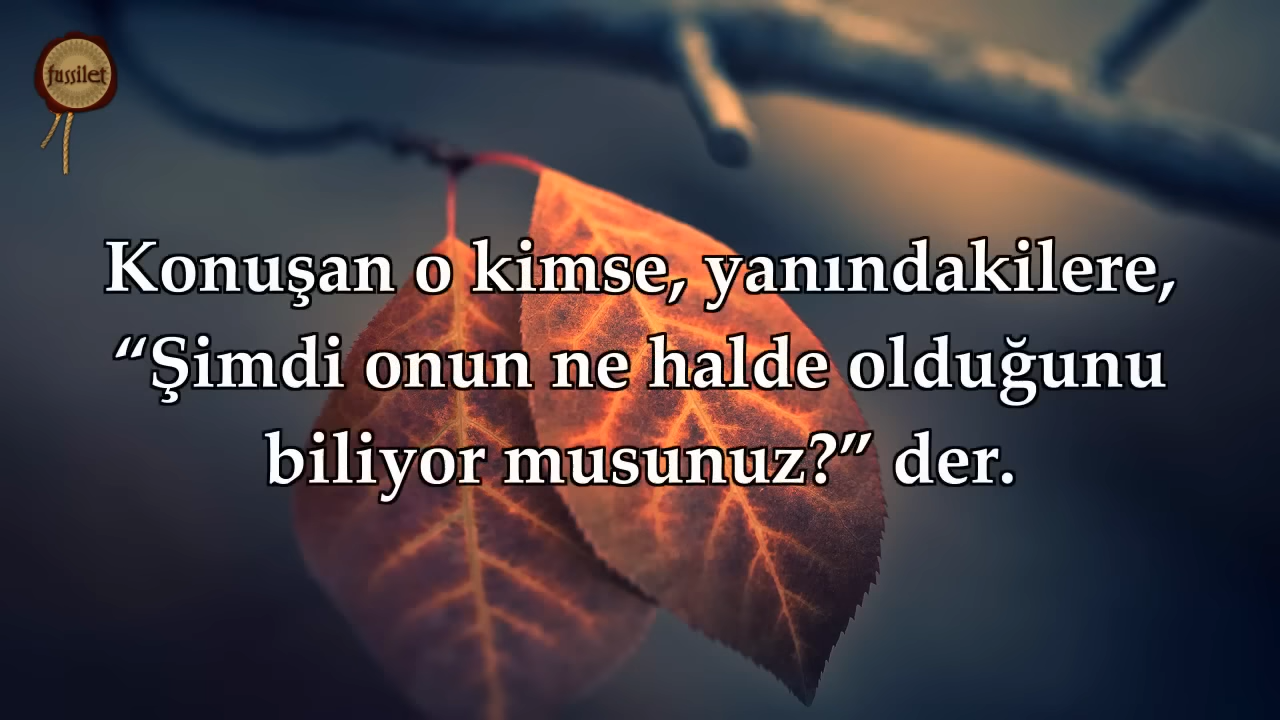 fussilet
Konuşan o kimse, yanındakilere,
“Şimdi onun ne halde olduğunu
biliyor musunuz?” der.